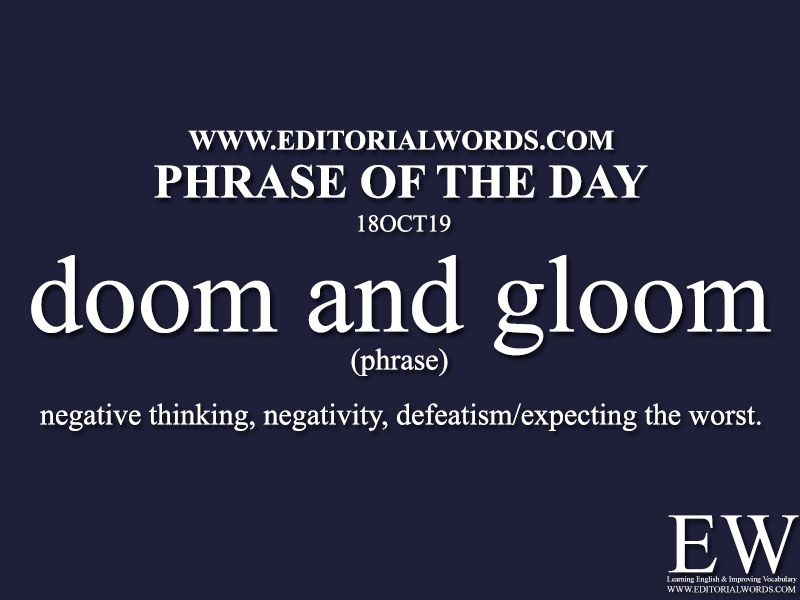 WWW.EDITORIALWORDS.COM
PHRASE OF THE DAY
18OCT19
doom and gloom
(phrase)
negative thinking, negativity, defeatism/expecting the worst.
EW
Learning English & Improving Vocabulary
WWW.EDITORIALWORDS.COM